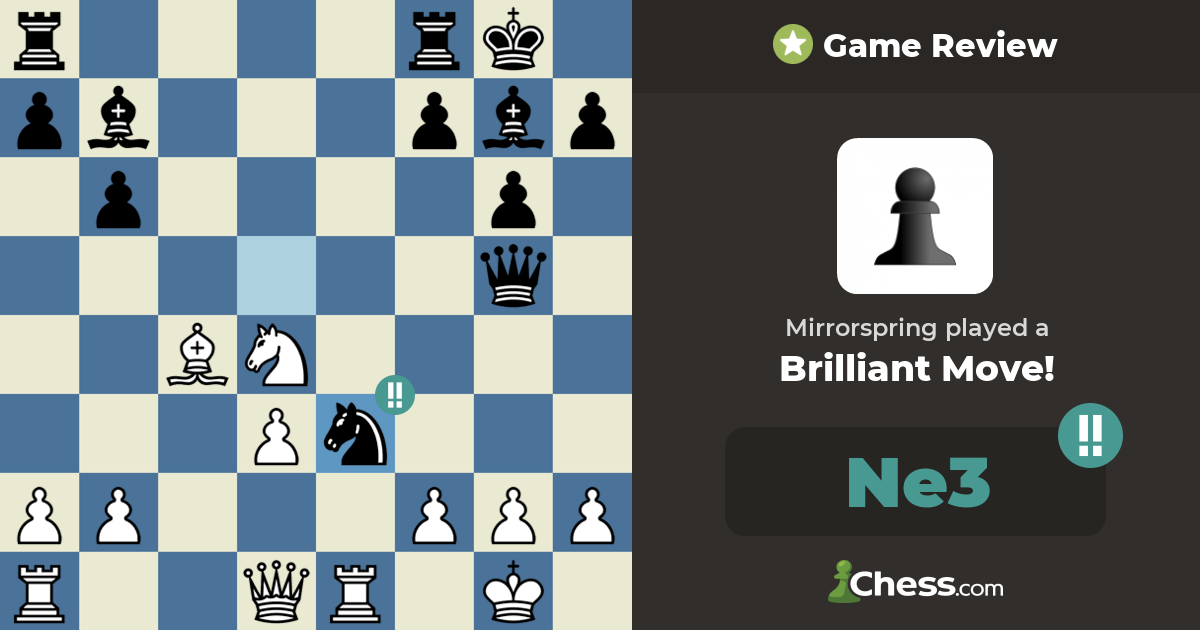 Game Review
!!
Mirrorspring played a
Brilliant Move!
!!
Ne3
Chess.com